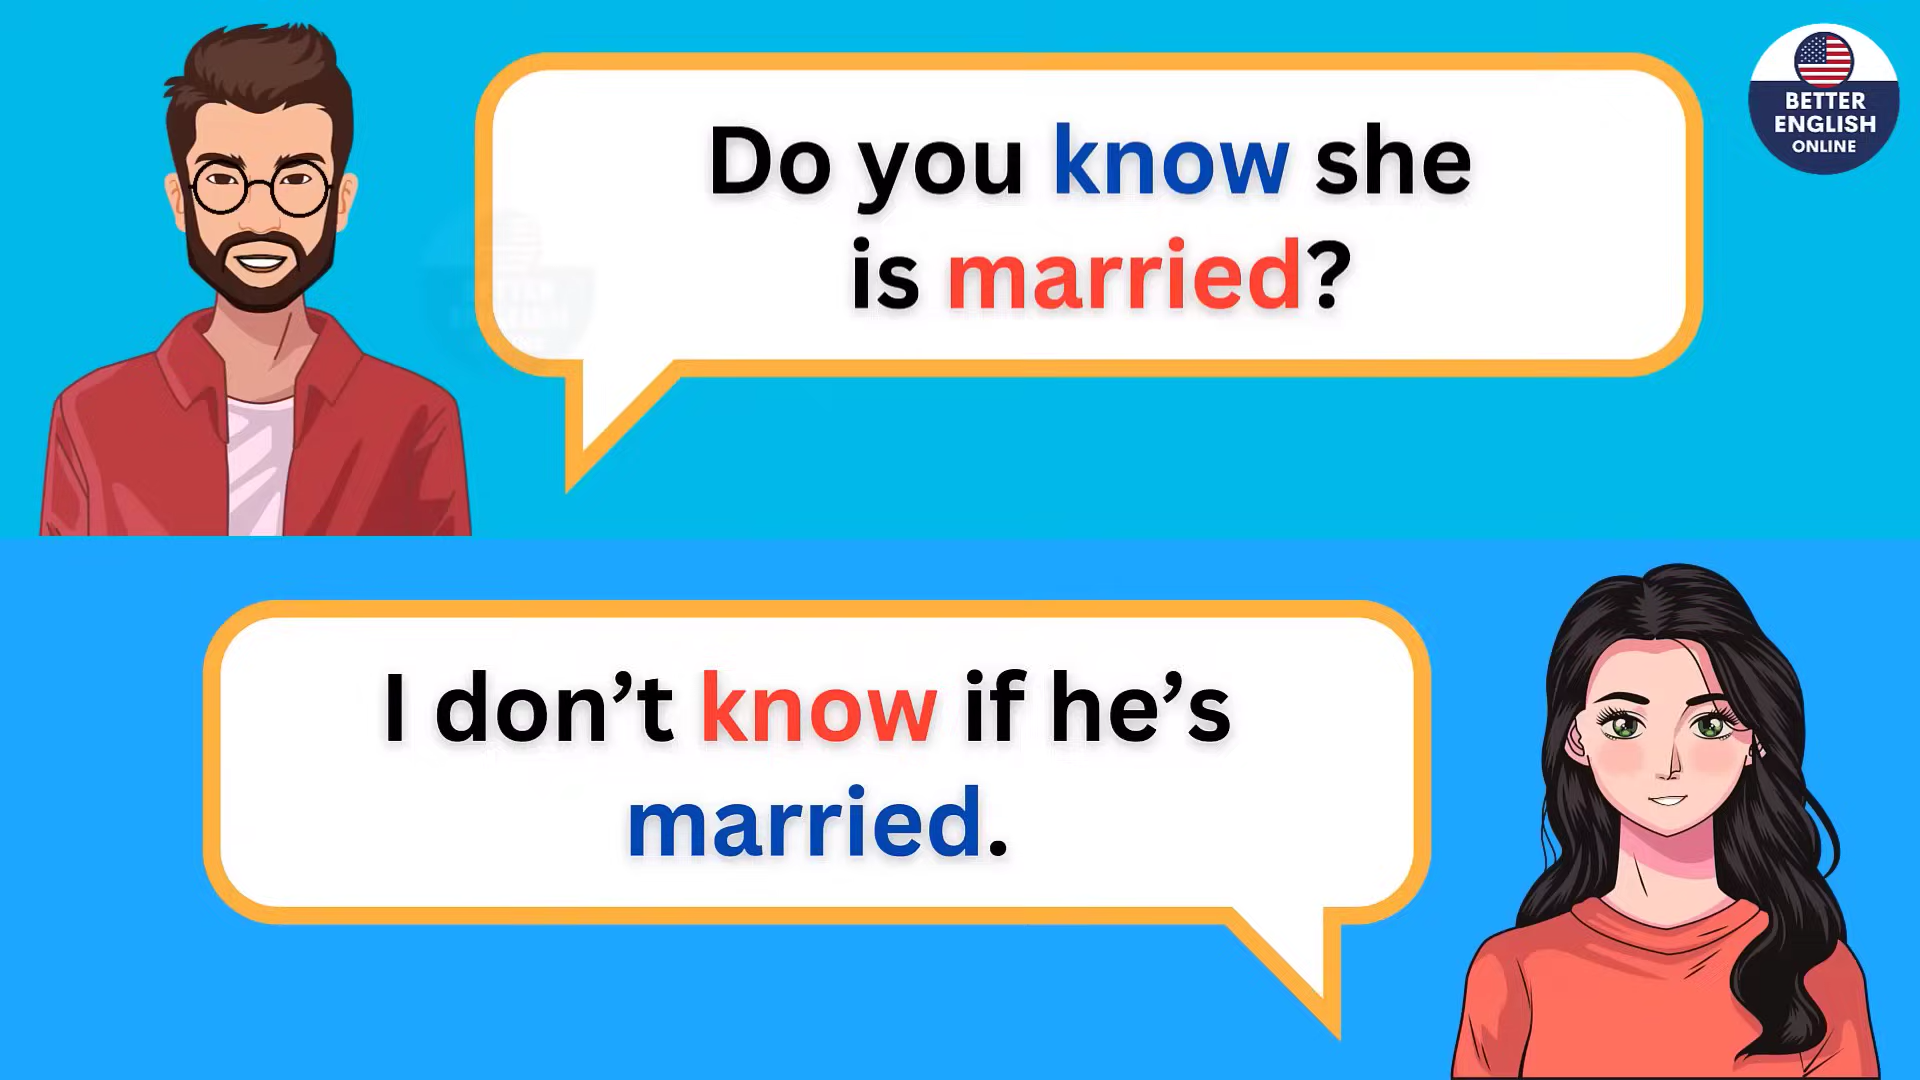 Do you know she
is married?
BETTER
ENGLISH
ONLINE
I don’t know if he’s
married.